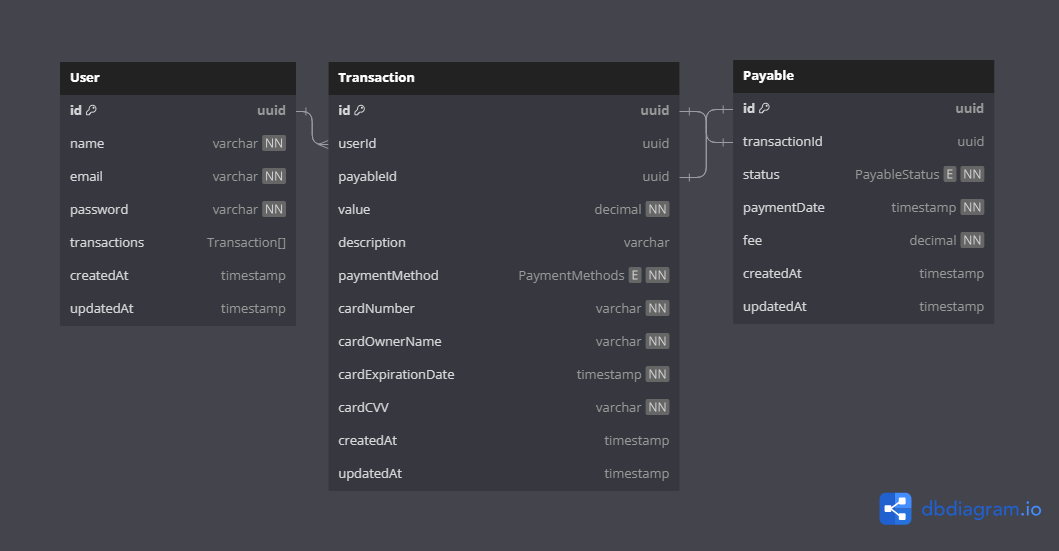 User
id uuid
name varchar NN
email varchar NN
password varchar NN
transactions Transaction[]
createdAt timestamp
updatedAt timestamp
Transaction
id uuid
userId uuid
payableId uuid
value decimal NN
description varchar
paymentMethod PaymentMethods E NN
cardNumber varchar NN
cardOwnerName varchar NN
cardExpirationDate timestamp NN
cardCVV varchar NN
createdAt timestamp
updatedAt timestamp
Payable
id uuid
transactionId uuid
status PayableStatus E NN
paymentDate timestamp NN
fee decimal NN
createdAt timestamp
updatedAt timestamp
dbdiagram.io